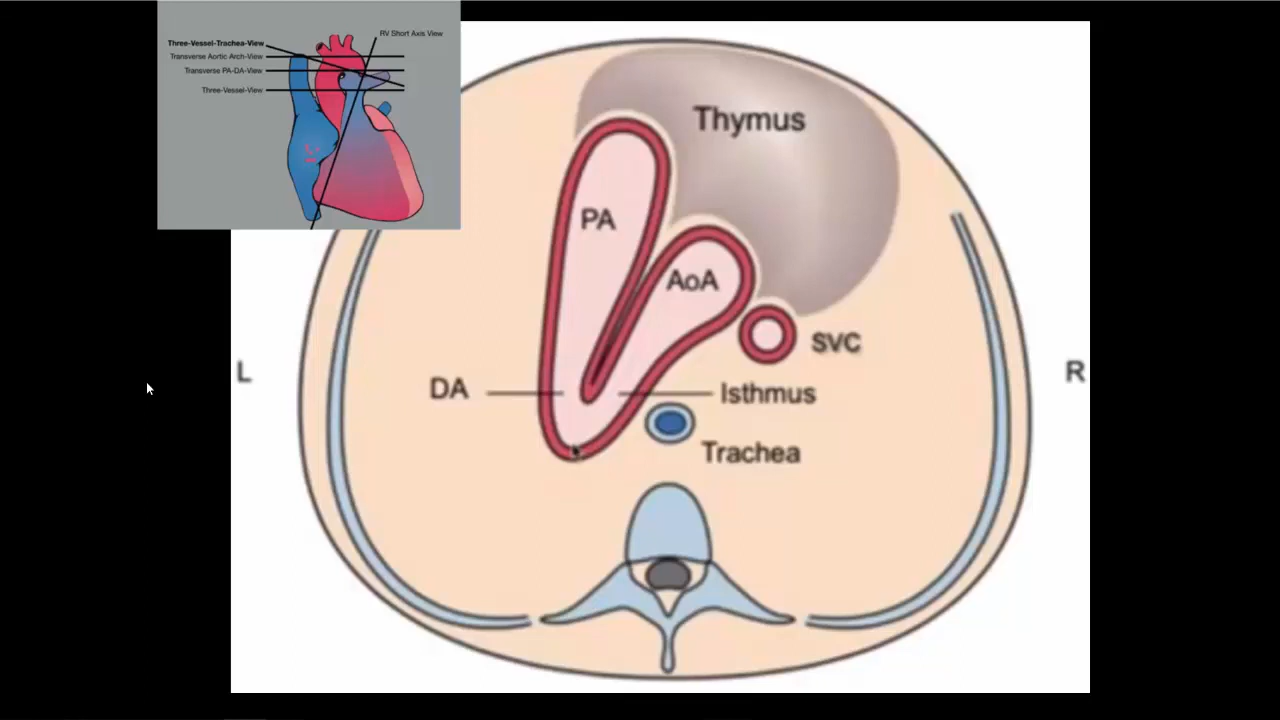 RV Short Axis View
Three-Vessel-Trachea-View
Transverse Aortic Arch-View
Transverse PA-DA-View
Three-Vessel-View
Thymus
PA
AoA
SVC
L
R
DA
Isthmus
Trachea